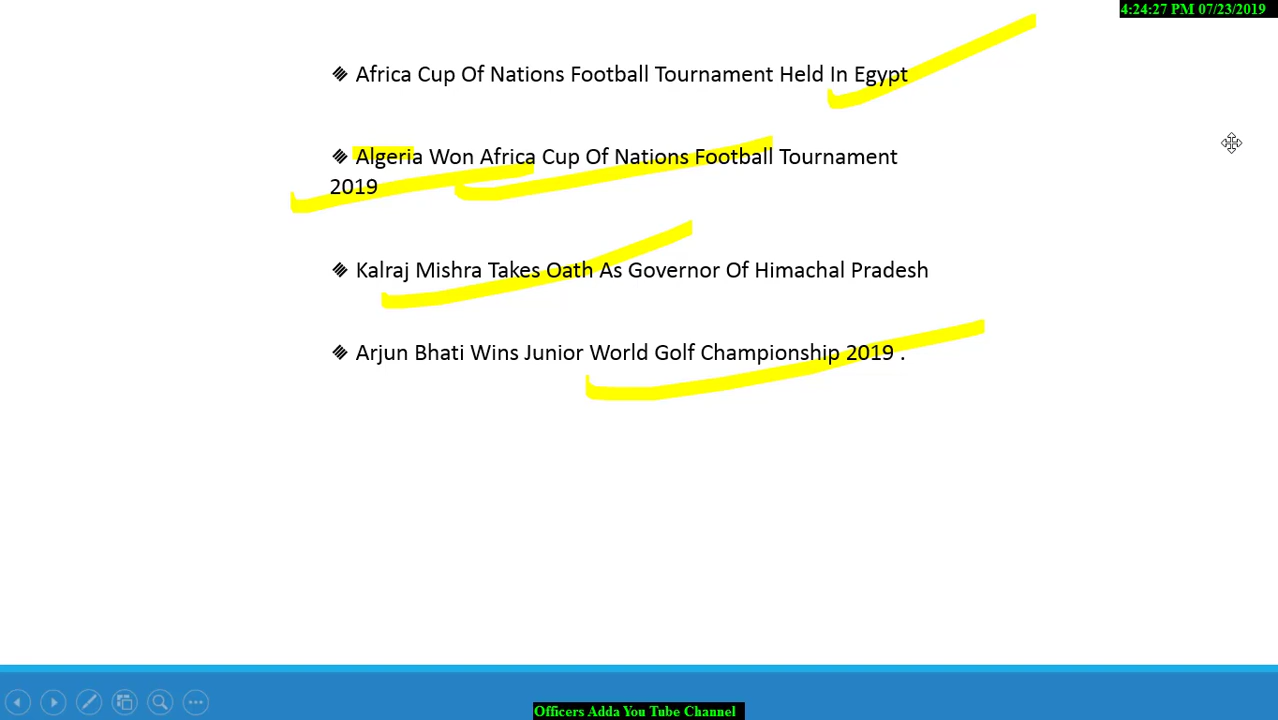 4:24:27 PM 07/23/2019
Africa Cup Of Nations Football Tournament Held In Egypt
Algeria Won Africa Cup Of Nations Football Tournament
2019
Kalraj Mishra Takes Oath As Governor Of Himachal Pradesh
Arjun Bhati Wins Junior World Golf Championship 2019 .
Officers Adda You Tube Channel